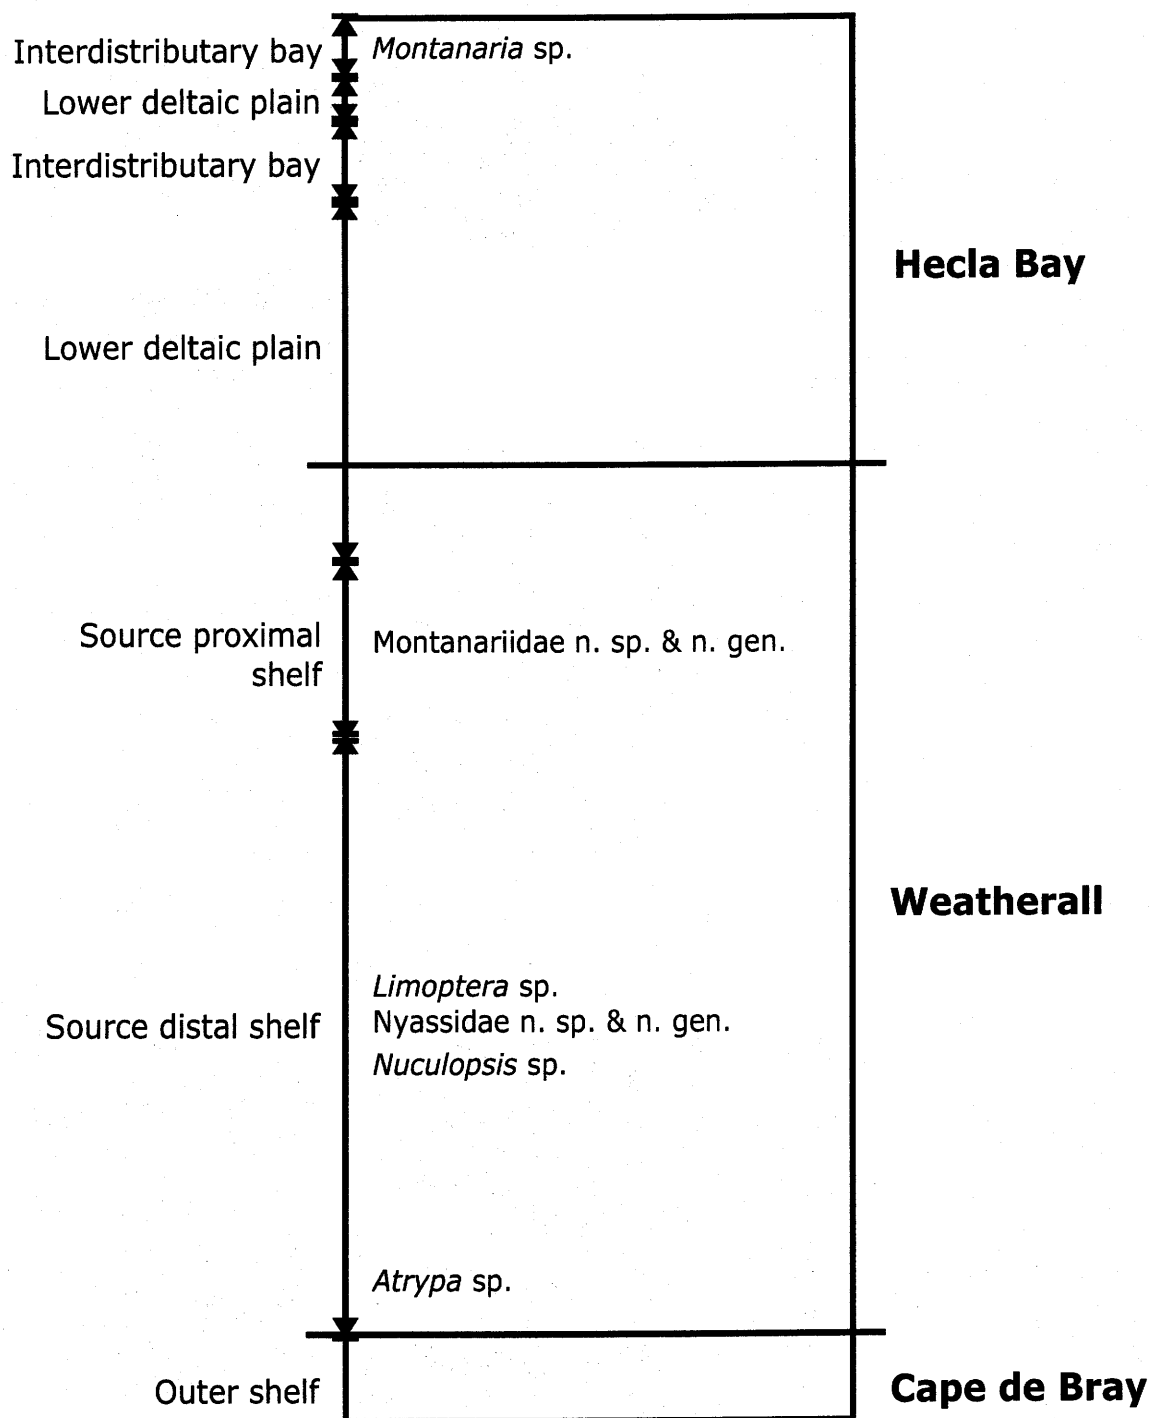 Interdistributary bay
Montanaria sp.
Lower deltaic plain
Interdistributary bay
Hecla Bay
Lower deltaic plain
Source proximal
shelf
Montanariidae n. sp. & n. gen.
Weatherall
Limoptera sp.
Source distal shelf
Nyassidae n. sp. & n. gen.
Nuculopsis sp.
Atrypa sp.
Outer shelf
Cape de Bray